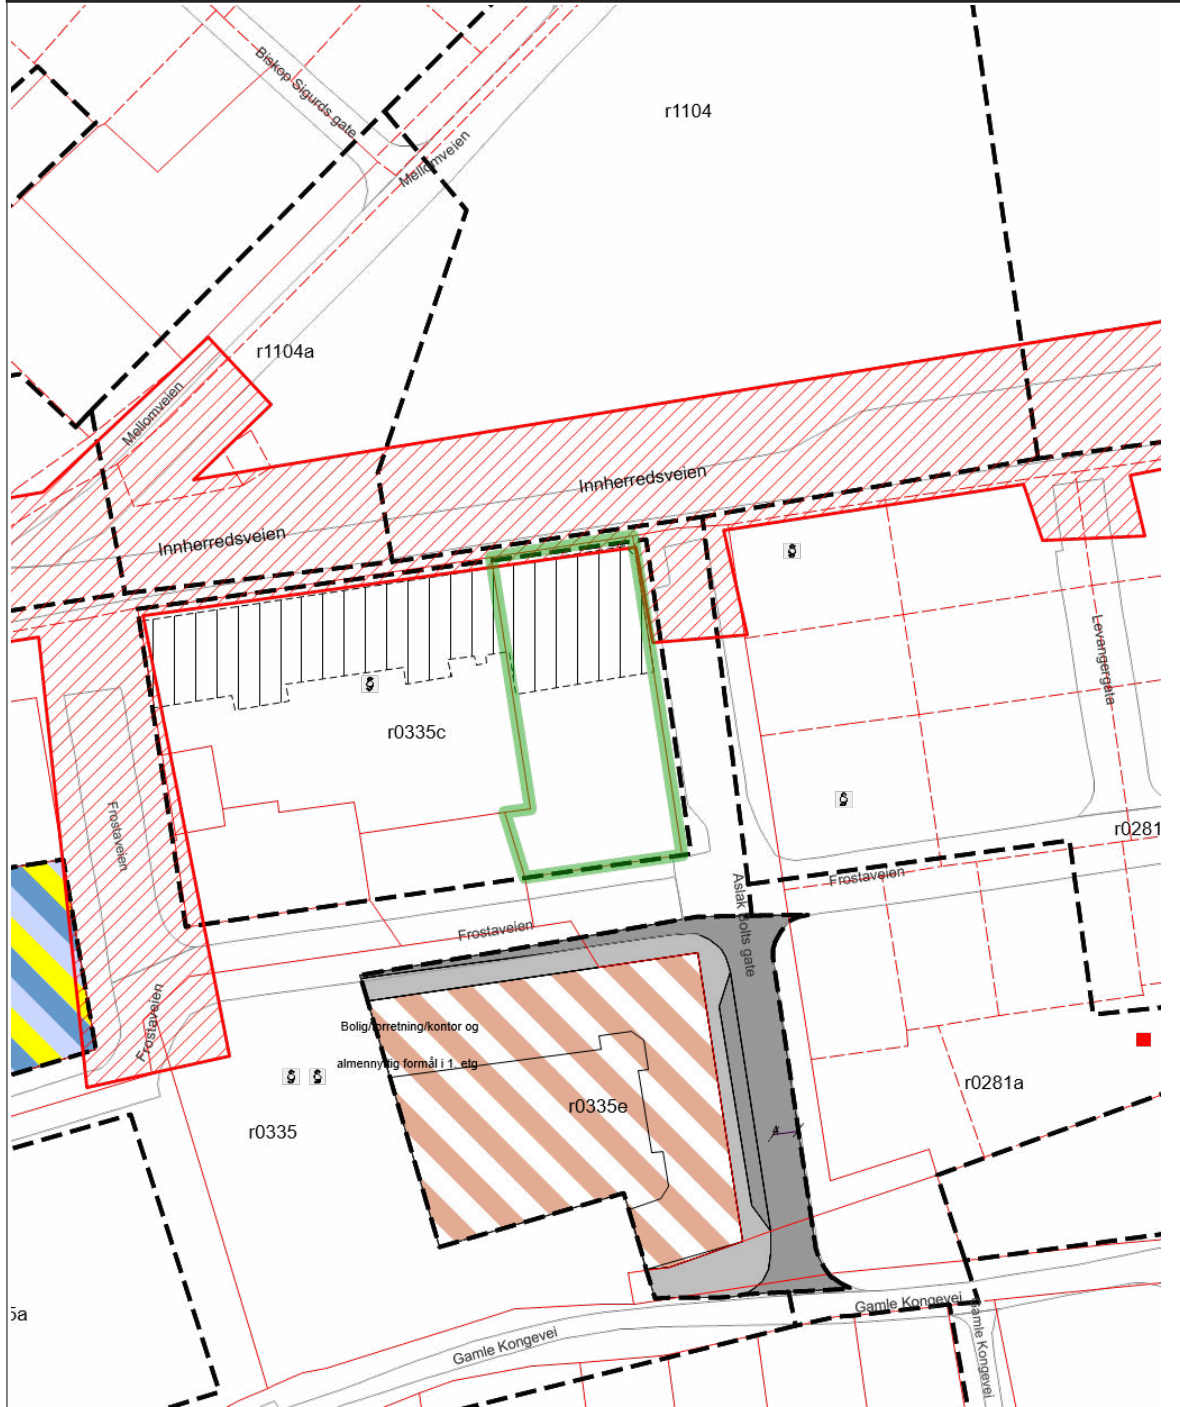 Biskop Sigurds gate
r1104
Mellomveien
r1104a
Mellomveien
Innherredsveien
Innherredsveien
Levangergata
r0335c
Frostaveien
r0281
Frostaveien
Aslak Bolts gate
Frostaveien
Frostaveien
Bolig/forretning/kontor og
almennyttig formål i 1. etg
r0281a
r0335e
r0335
5a
Gamle Kongevei
Gamle Kongevei
Gamle Kongevei